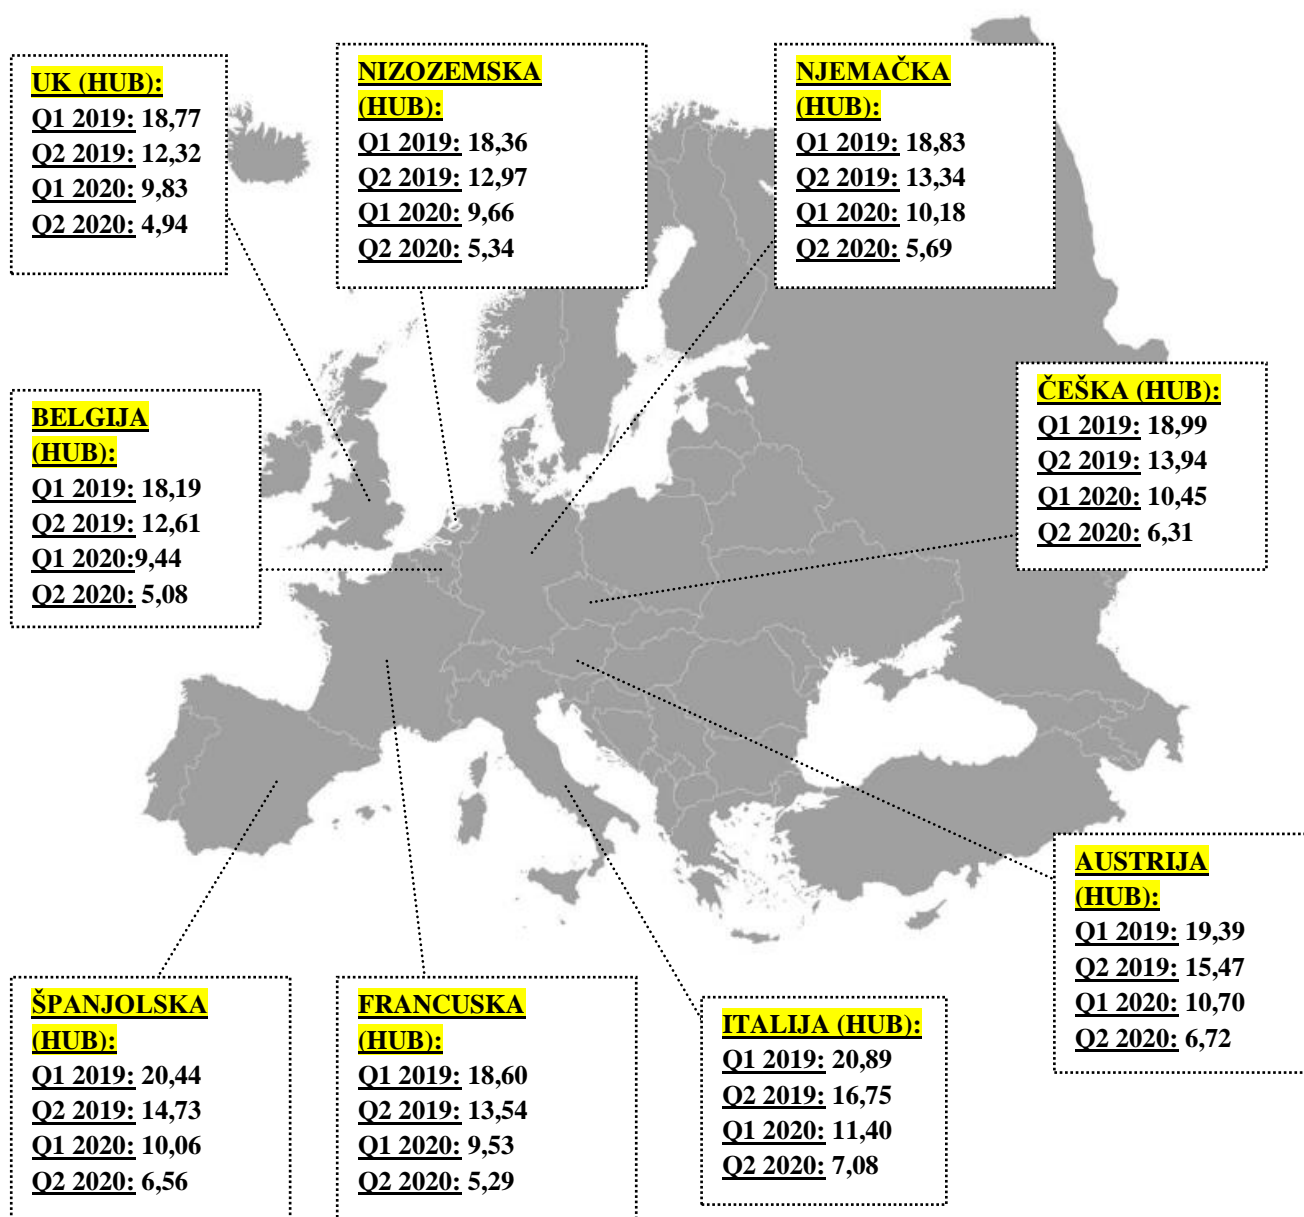 UK (HUB):
Q1 2019: 18,77
Q2 2019: 12,32
Q1 2020: 9,83
Q2 2020: 4,94
NIZOZEMSKA
(HUB):
Q1 2019: 18,36
Q2 2019: 12,97
Q1 2020: 9,66
Q2 2020: 5,34
NJEMAČKA
(HUB):
Q1 2019: 18,83
Q2 2019: 13,34
Q1 2020: 10,18
Q2 2020: 5,69
BELGIJA
(HUB):
Q1 2019: 18,19
Q2 2019: 12,61
Q1 2020:9,44
Q2 2020: 5,08
ČEŠKA (HUB):
Q1 2019: 18,99
Q2 2019: 13,94
Q1 2020: 10,45
Q2 2020: 6,31
AUSTRIJA
(HUB):
Q1 2019: 19,39
Q2 2019: 15,47
Q1 2020: 10,70
Q2 2020: 6,72
ŠPANJOLSKA
(HUB):
Q1 2019: 20,44
Q2 2019: 14,73
Q1 2020: 10,06
Q2 2020: 6,56
FRANCUSKA
(HUB):
Q1 2019: 18,60
Q2 2019: 13,54
Q1 2020: 9,53
Q2 2020: 5,29
ITALIJA (HUB):
Q1 2019: 20,89
Q2 2019: 16,75
Q1 2020: 11,40
Q2 2020: 7,08